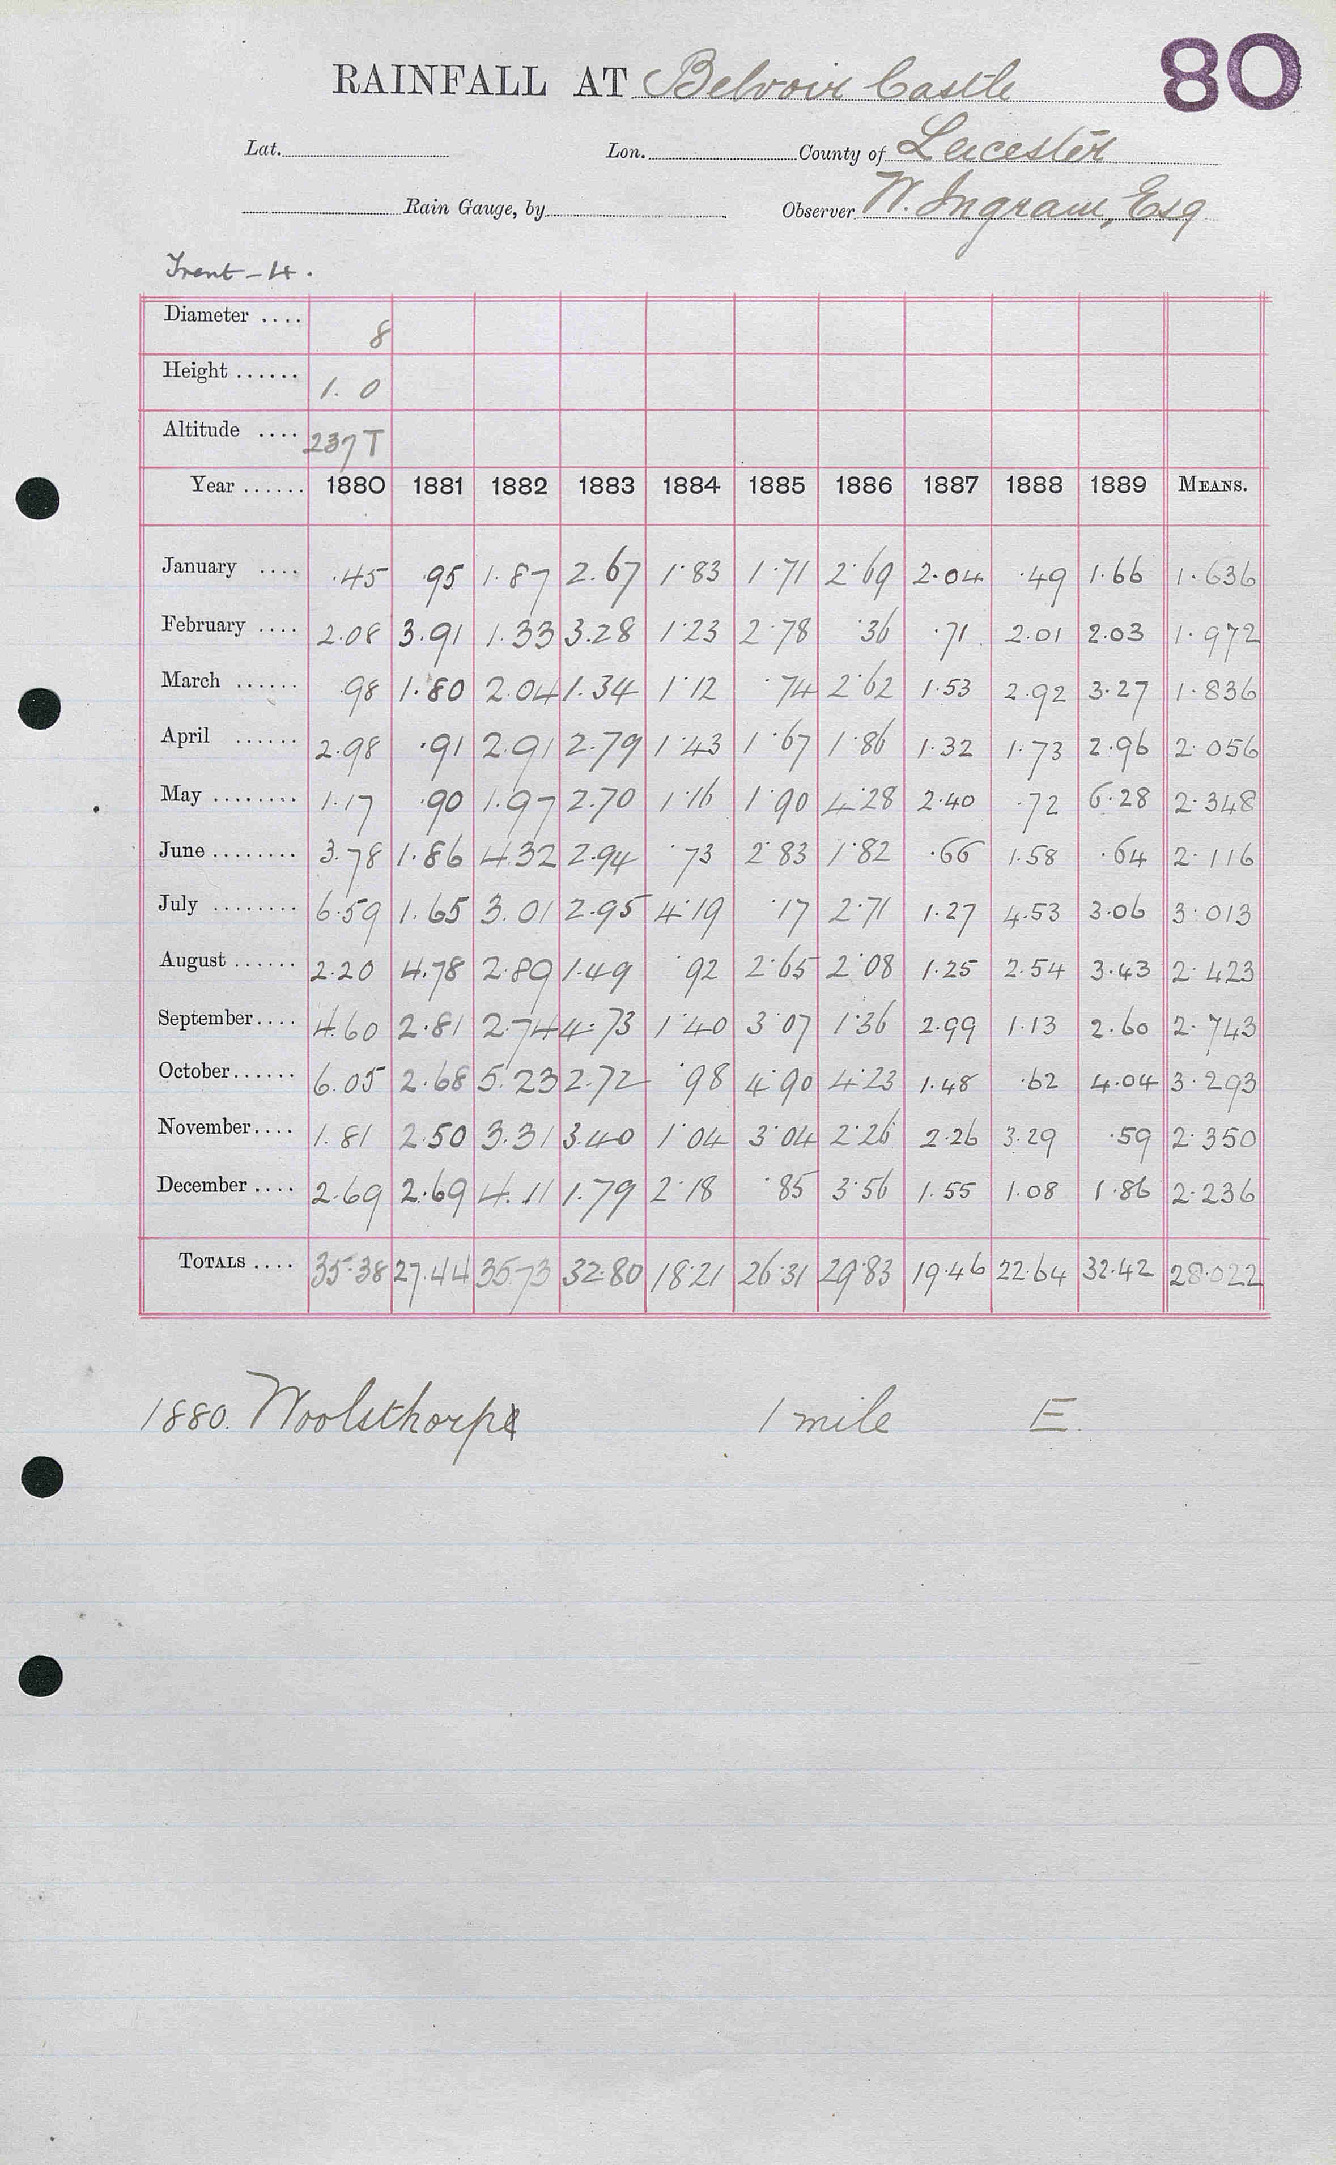 80
RAINFALL AT Belvoir Castle
Lat. Lon. County of Leicester
Rain Gauge, by Observer W. Ingram, Esq
Trent - 4.
Diameter .... 8
Height ...... 1. 0
Altitude .... 237 T
Year ...... 1880 1881 1882 1883 1884 1885 1886 1887 1888 1889 MEANS.
January .... .45 .95 1.87 2.67 1.83 1.71 2.69 2.04 .49 1.66 1.636
February .... 2.08 3.91 1.33 3.28 1.23 2.78 .36 .71 2.01 2.03 1.972
March ...... .98 1.80 2.04 1.34 1.12 .74 2.62 1.53 2.92 3.27 1.836
April ...... 2.98 .91 2.91 2.79 1.43 1.67 1.86 1.32 1.73 2.96 2.056
May ........ 1.17 .90 1.97 2.70 1.16 1.90 4.28 2.40 .72 6.28 2.348
June ........ 3.78 1.86 4.32 2.94 .73 2.83 1.82 .66 1.58 .64 2.116
July ........ 6.59 1.65 3.01 2.95 4.19 .17 2.71 1.27 4.53 3.06 3.013
August ...... 2.20 4.78 2.89 1.49 .92 2.65 2.08 1.25 2.54 3.43 2.423
September.... 4.60 2.81 2.74 4.73 1.40 3.07 1.36 2.99 1.13 2.60 2.743
October...... 6.05 2.68 5.23 2.72 .98 4.90 4.23 1.48 .62 4.04 3.293
November.... 1.81 2.50 3.31 3.40 1.04 3.04 2.26 2.26 3.29 .59 2.350
December .... 2.69 2.69 4.11 1.79 2.18 .85 3.56 1.55 1.08 1.86 2.236
TOTALS .... 35.38 27.44 35.73 32.80 18.21 26.31 29.83 19.46 22.64 32.42 28.022
1880. Woolsthorpe 1 mile E.